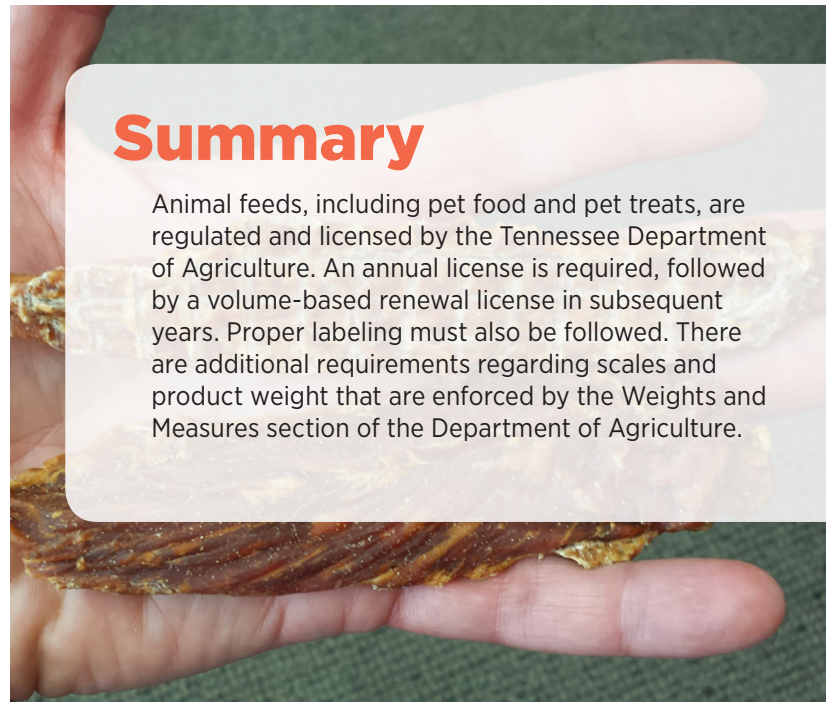 Summary
Animal feeds, including pet food and pet treats, are
regulated and licensed by the Tennessee Department
of Agriculture. An annual license is required, followed
by a volume-based renewal license in subsequent
years. Proper labeling must also be followed. There
are additional requirements regarding scales and
product weight that are enforced by the Weights and
Measures section of the Department of Agriculture.